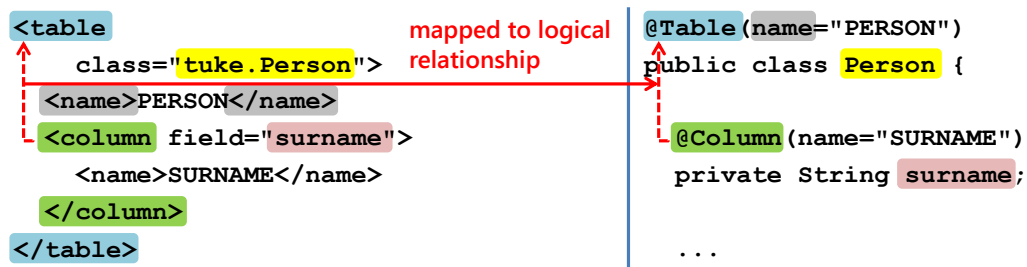 <table
class="tuke.Person">
<name>PERSON</name>
<column field="surname">
<name>SURNAME</name>
</column>
</table>
mapped to logical
relationship
@Table(name="PERSON")
public class Person {
@Column(name="SURNAME")
private String surname;
...